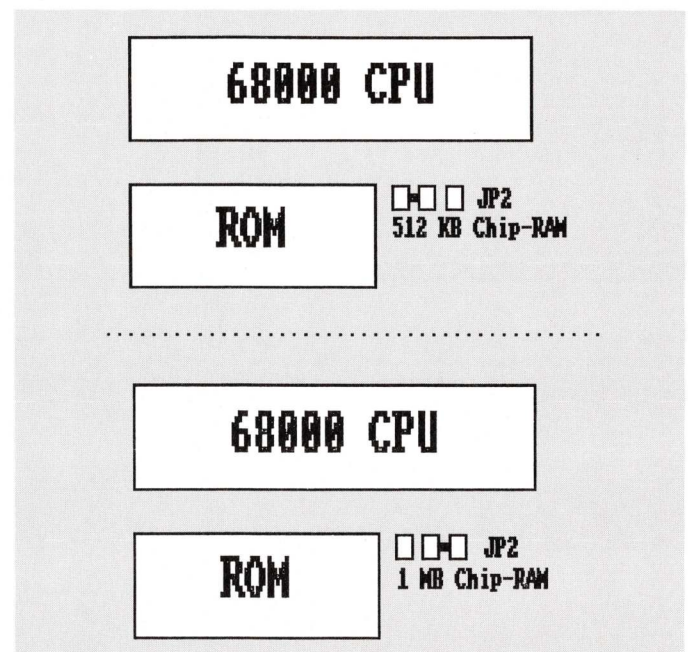 68000 CPU
ROM
JP2
512 KB Chip-RAM
68000 CPU
ROM
JP2
1 MB Chip-RAM